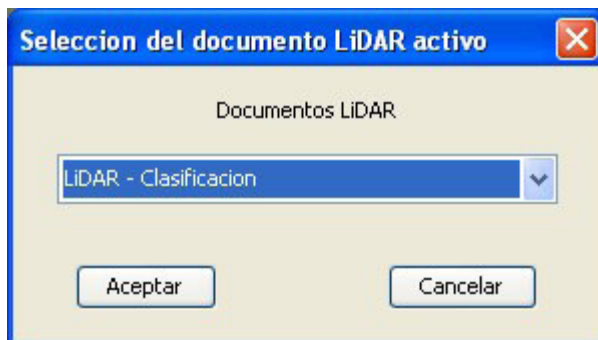 Seleccion del documento LiDAR activo
Documentos LiDAR
LiDAR - Clasificacion
Aceptar Cancelar